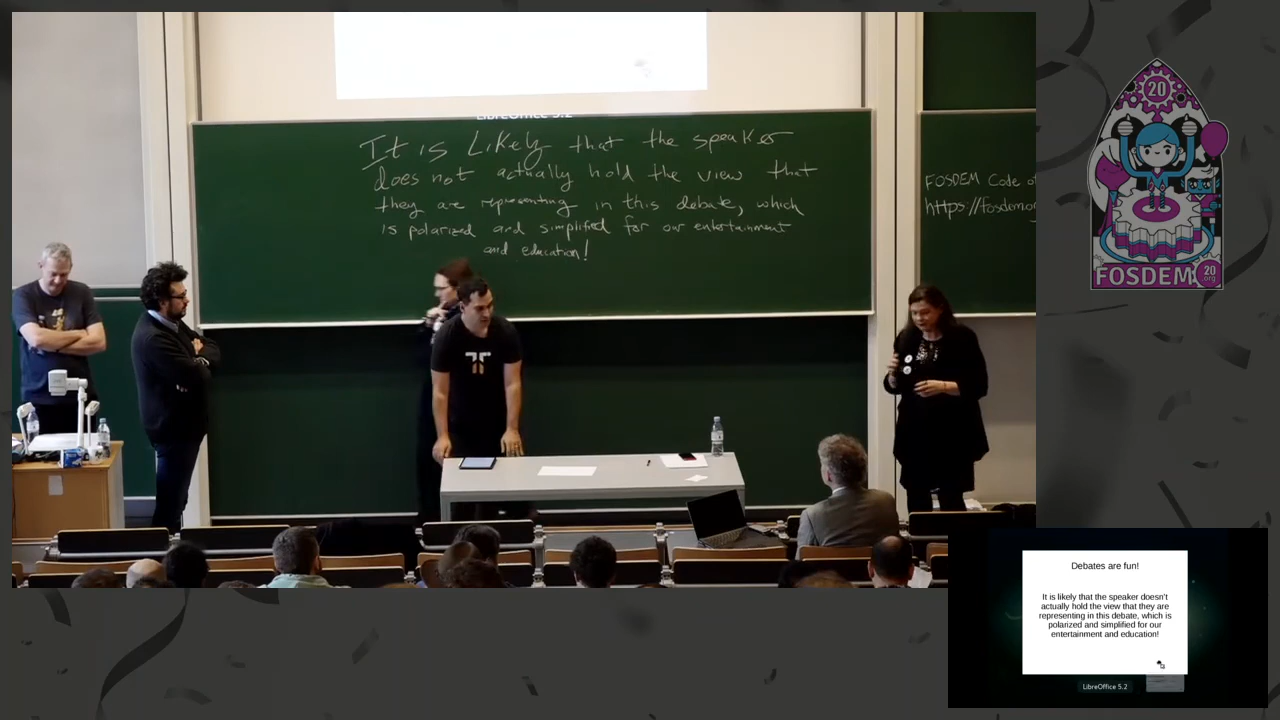 LibreOffice 5.2
It is Likely that the speaker
does not actually hold the view that
they are representing in this debate, which
is polarized and simplified for our entertainment
and education!
FOSDEM Code of
https://fosdem.or
20
FOSDEM
20
.org
Debates are fun!
It is likely that the speaker doesn't
actually hold the view that they are
representing in this debate, which is
polarized and simplified for our
entertainment and education!
LibreOffice 5.2